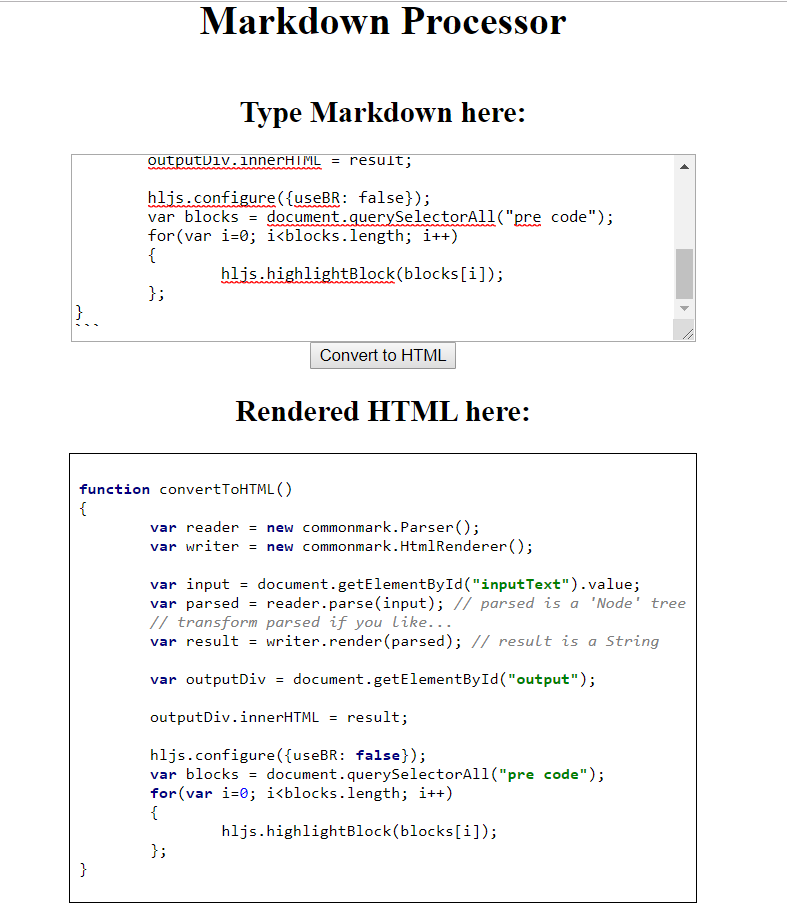 Markdown Processor
Type Markdown here:
outputDiv.innerHTML = result;
hljs.configure({useBR: false});
var blocks = document.querySelectorAll("pre code");
for(var i=0; i<blocks.length; i++)
{
hljs.highlightBlock(blocks[i]);
};
}
```
Convert to HTML
Rendered HTML here:
function convertToHTML()
{
var reader = new commonmark.Parser();
var writer = new commonmark.HtmlRenderer();
var input = document.getElementById("inputText").value;
var parsed = reader.parse(input); // parsed is a 'Node' tree
// transform parsed if you like...
var result = writer.render(parsed); // result is a String
var outputDiv = document.getElementById("output");
outputDiv.innerHTML = result;
hljs.configure({useBR: false});
var blocks = document.querySelectorAll("pre code");
for(var i=0; i<blocks.length; i++)
{
hljs.highlightBlock(blocks[i]);
};
}